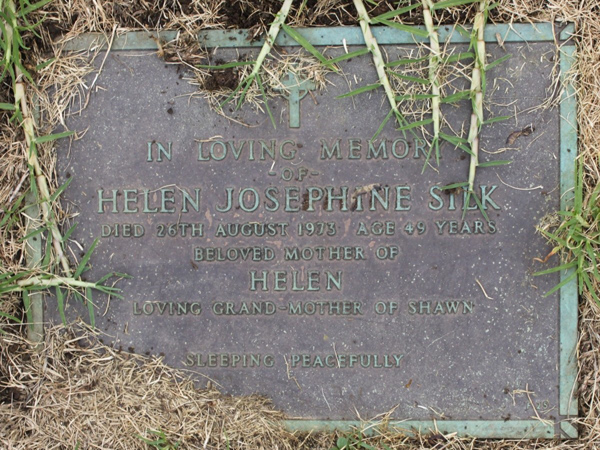 IN LOVING MEMORY
-OF-
HELEN JOSEPHINE SILK
DIED 26TH AUGUST 1973 AGE 49 YEARS
BELOVED MOTHER OF
HELEN
LOVING GRAND-MOTHER OF SHAWN
SLEEPING PEACEFULLY